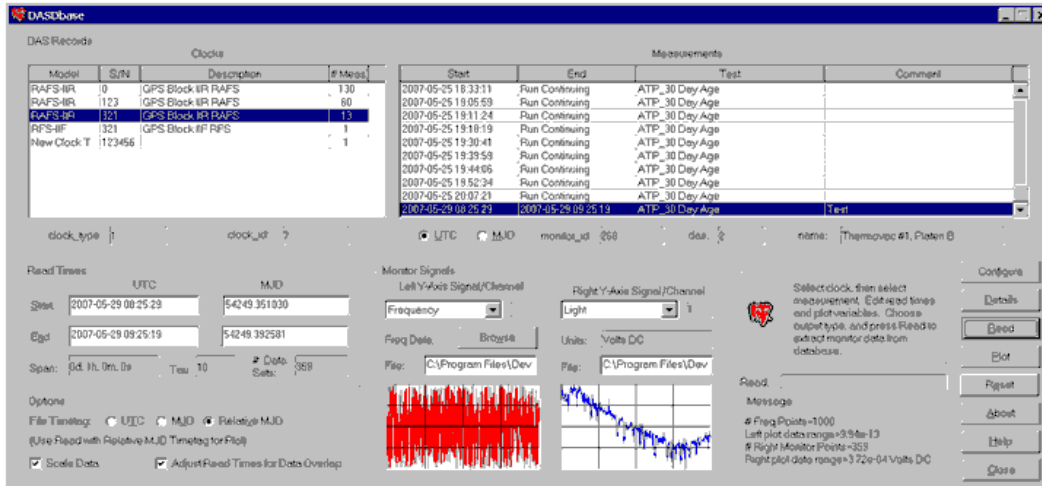 DASDbase
DAS Records
Clocks
Measurements
Model S/N Description # Meas.
RAFS-IIR 0 GPS Block IIR RAFS 130
RAFS-IIR 123 GPS Block IIR RAFS 60
RAFS-IIR 321 GPS Block IIR RAFS 13
RFS-IIF 321 GPS Block IIF RFS 1
New Clock T 123456 1
Start End Test Comment
2007-05-25 18:33:11 Run Continuing ATP_30 Day Age
2007-05-25 19:05:59 Run Continuing ATP_30 Day Age
2007-05-25 19:11:24 Run Continuing ATP_30 Day Age
2007-05-25 19:18:19 Run Continuing ATP_30 Day Age
2007-05-25 19:30:41 Run Continuing ATP_30 Day Age
2007-05-25 19:39:59 Run Continuing ATP_30 Day Age
2007-05-25 19:44:06 Run Continuing ATP_30 Day Age
2007-05-25 19:52:34 Run Continuing ATP_30 Day Age
2007-05-25 20:07:21 Run Continuing ATP_30 Day Age
2007-05-29 08:25:29 2007-05-29 09:25:19 ATP_30 Day Age Test
clock_type 1 clock_id 7 UTC MJD monitor_id 268 das. 2 name: Thermovac #1, Platen B
Read Times
UTC MJD
Start 2007-05-29 08:25:29 54249.351030
End 2007-05-29 09:25:19 54249.392581
Span: 0d. 1h. 0m. 0s Tau 10 # Data Sets: 359
Options
File Timetag: UTC MJD Relative MJD
(Use Read with Relative MJD Timetag for Plot)
Scale Data Adjust Read Times for Data Overlap
Monitor Signals
Left Y-Axis Signal/Channel Right Y-Axis Signal/Channel
Frequency Light 1
Freq Data. Browse Units: Volts DC
File: C:\Program Files\Dev File: C:\Program Files\Dev
Select clock, then select
measurement. Edit read times
and plot variables. Choose
output type, and press Read to
extract monitor data from
database.
Read.
Message
# Freq Points=1000
Left plot data range=9.94e-13
# Right Monitor Points=359
Right plot data range=3.72e-04 Volts DC
Configure
Details
Read
Plot
Reset
About
Help
Close